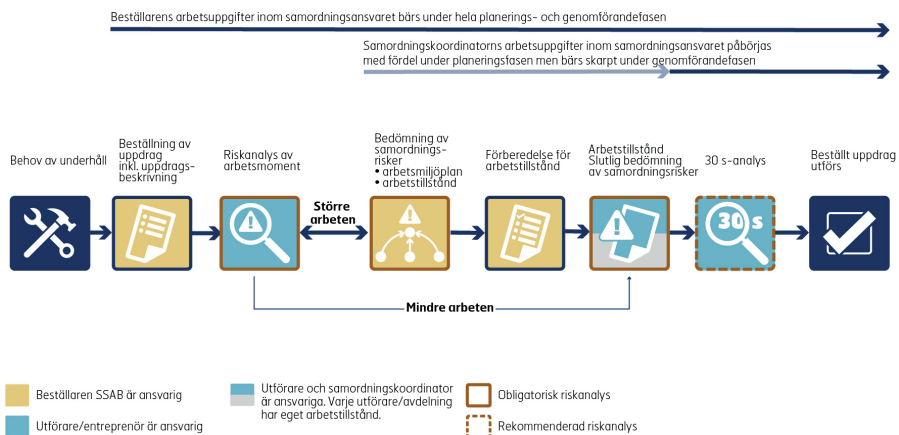 Beställarens arbetsuppgifter inom samordningsansvaret bärs under hela planerings- och genomförandefasen
Samordningskoordinatorns arbetsuppgifter inom samordningsansvaret påbörjas
med fördel under planeringsfasen men bärs skarpt under genomförandefasen
Behov av underhåll
Beställning av
uppdrag
inkl. uppdrags-
beskrivning
Riskanalys av
arbetsmoment
Större
arbeten
Bedömning av
samordnings-
risker
• arbetsmiljöplan
• arbetstillstånd
Förberedelse för
arbetstillstånd
Arbetstillstånd
Slutlig bedömning
av samordningsrisker
30 s-analys
30 s
Beställt uppdrag
utförs
Mindre arbeten
Beställaren SSAB är ansvarig
Utförare/entreprenör är ansvarig
Utförare och samordningskoordinator
är ansvariga. Varje utförare/avdelning
har eget arbetstillstånd.
Obligatorisk riskanalys
Rekommenderad riskanalys